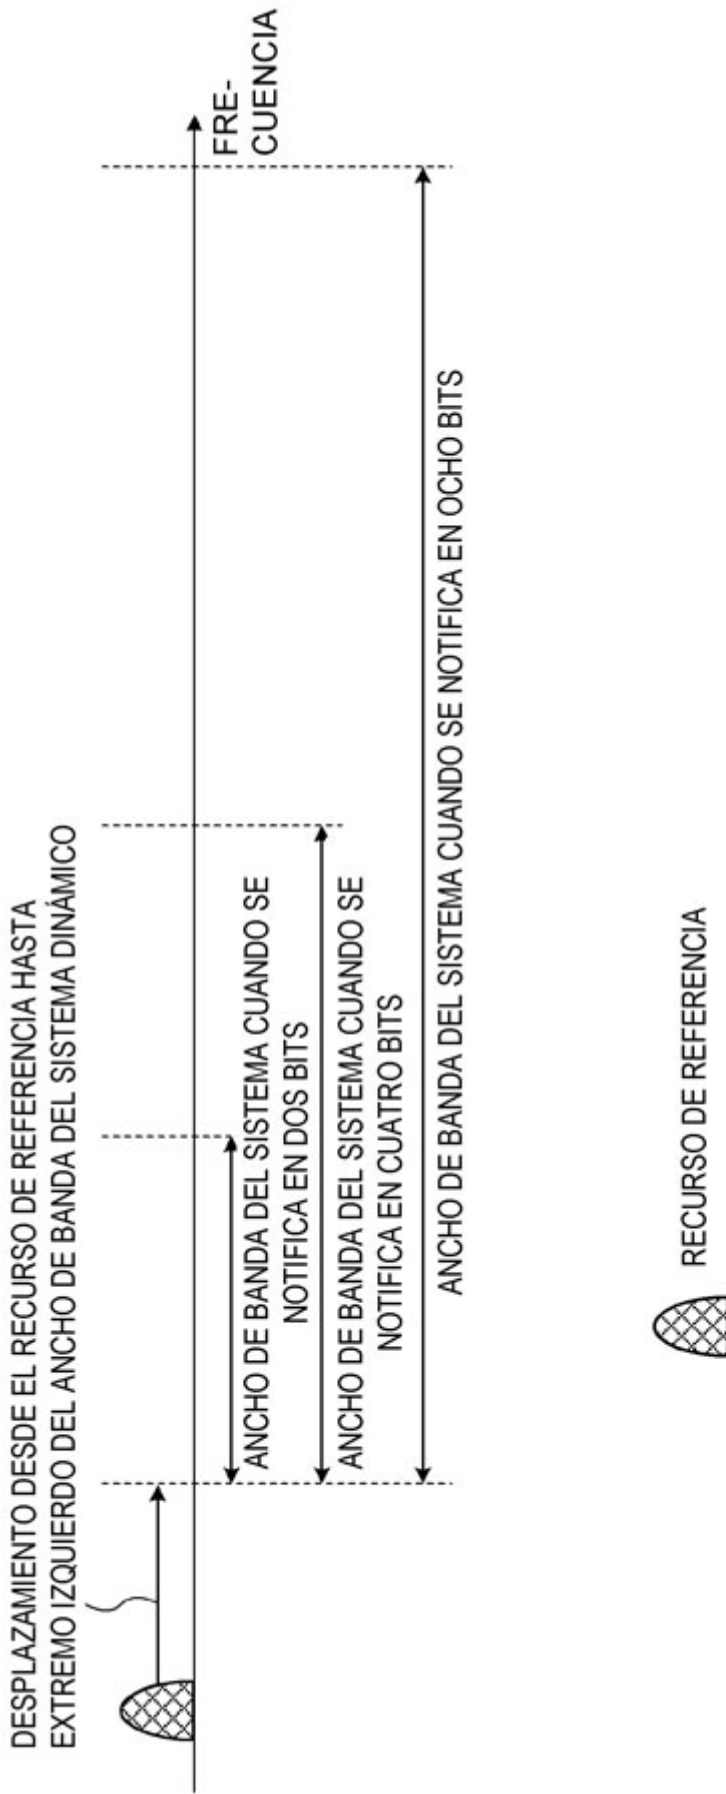 DESPLAZAMIENTO DESDE EL RECURSO DE REFERENCIA HASTA
EXTREMO IZQUIERDO DEL ANCHO DE BANDA DEL SISTEMA DINÁMICO
FRE-
CUENCIA
ANCHO DE BANDA DEL SISTEMA CUANDO SE
NOTIFICA EN DOS BITS
ANCHO DE BANDA DEL SISTEMA CUANDO SE
NOTIFICA EN CUATRO BITS
ANCHO DE BANDA DEL SISTEMA CUANDO SE NOTIFICA EN OCHO BITS
RECURSO DE REFERENCIA